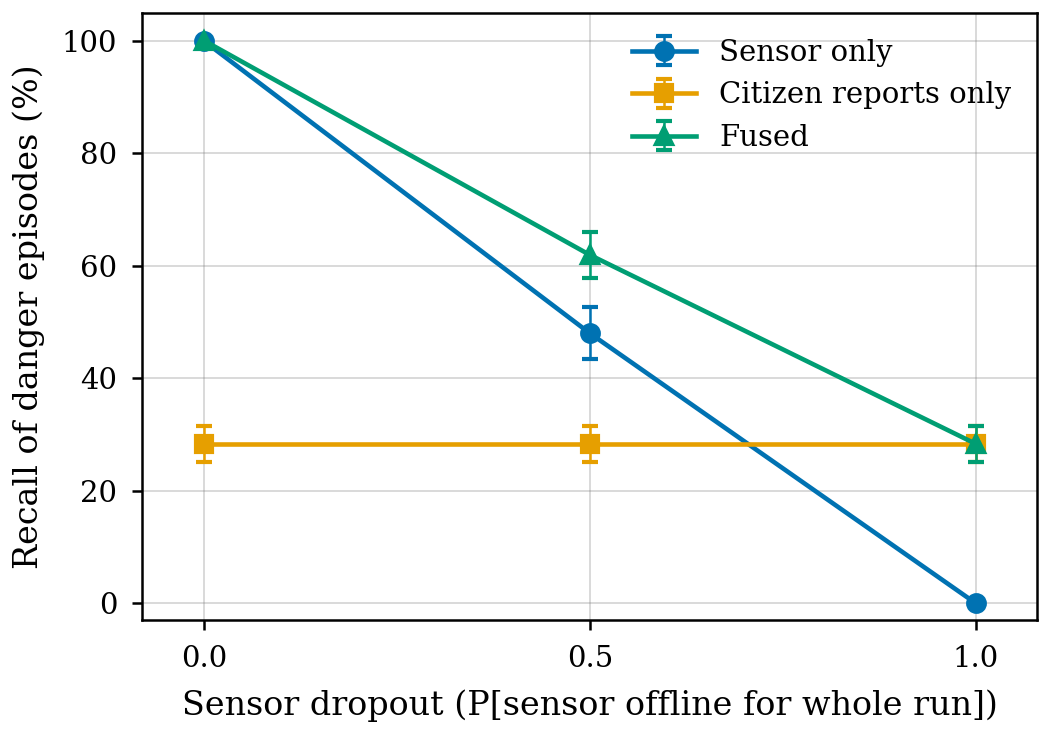 Sensor only
Citizen reports only
Fused
Recall of danger episodes (%)
100
80
60
40
20
0
0.0
0.5
1.0
Sensor dropout (P[sensor offline for whole run])